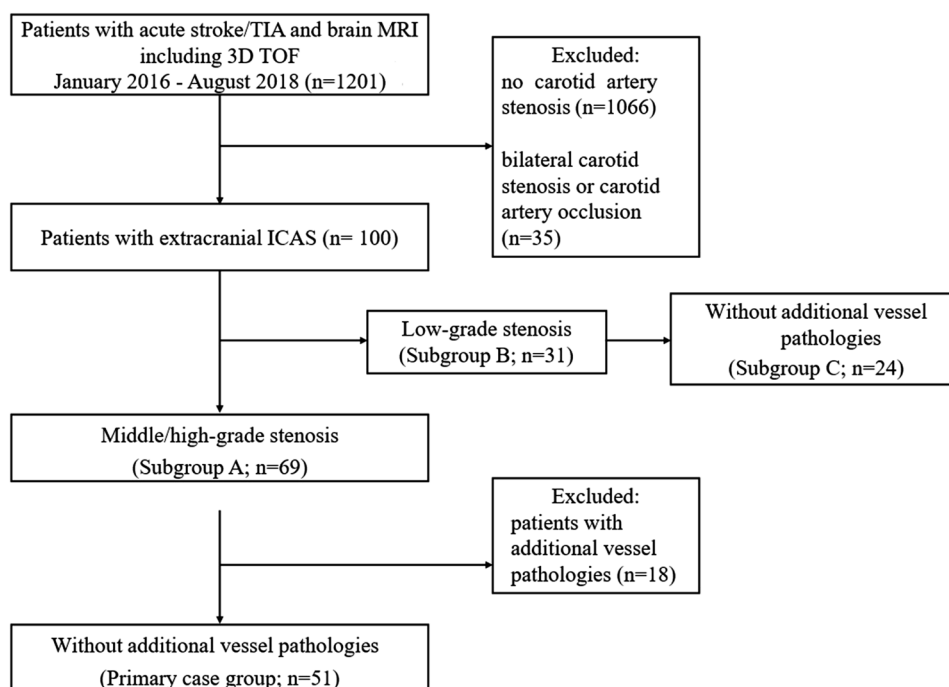 Patients with acute stroke/TIA and brain MRI
including 3D TOF
January 2016 - August 2018 (n=1201)
Excluded:
no carotid artery
stenosis (n=1066)
bilateral carotid
stenosis or carotid
artery occlusion
(n=35)
Patients with extracranial ICAS (n= 100)
Low-grade stenosis
(Subgroup B; n=31)
Without additional vessel
pathologies
(Subgroup C; n=24)
Middle/high-grade stenosis
(Subgroup A; n=69)
Excluded:
patients with
additional vessel
pathologies (n=18)
Without additional vessel pathologies
(Primary case group; n=51)